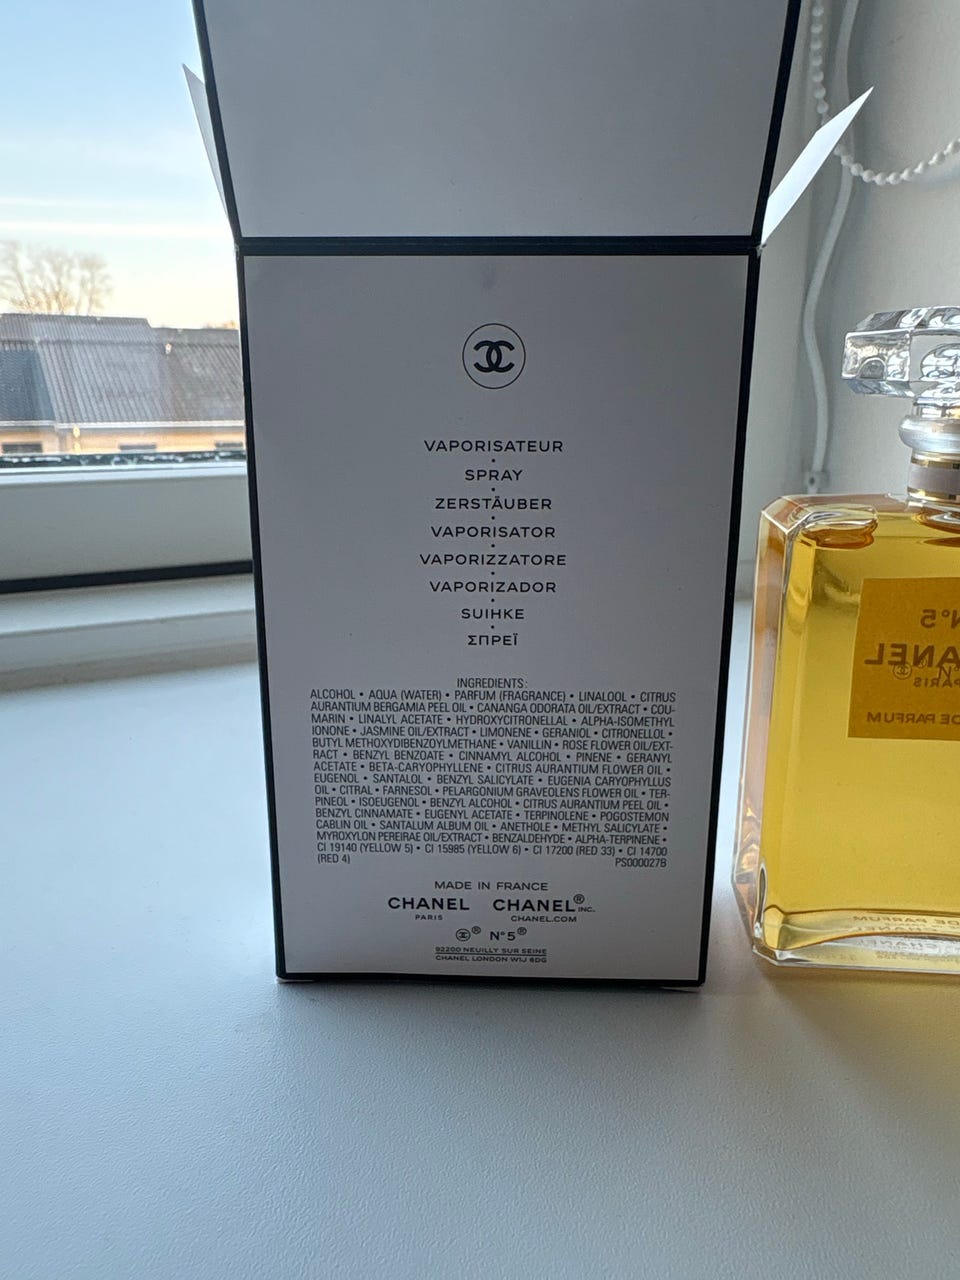 VAPORISATEUR
•
SPRAY
•
ZERSTÄUBER
•
VAPORISATOR
•
VAPORIZZATORE
•
VAPORIZADOR
•
SUIHKE
•
ΣΠΡΕΪ
INGREDIENTS:
ALCOHOL • AQUA (WATER) • PARFUM (FRAGRANCE) • LINALOOL • CITRUS
AURANTIUM BERGAMIA PEEL OIL • CANANGA ODORATA OIL/EXTRACT • COU-
MARIN • LINALYL ACETATE • HYDROXYCITRONELLAL • ALPHA-ISOMETHYL
IONONE • JASMINE OIL/EXTRACT • LIMONENE • GERANIOL • CITRONELLOL •
BUTYL METHOXYDIBENZOYLMETHANE • VANILLIN • ROSE FLOWER OIL/EXT-
RACT • BENZYL BENZOATE • CINNAMYL ALCOHOL • PINENE • GERANYL
ACETATE • BETA-CARYOPHYLLENE • CITRUS AURANTIUM FLOWER OIL •
EUGENOL • SANTALOL • BENZYL SALICYLATE • EUGENIA CARYOPHYLLUS
OIL • CITRAL • FARNESOL • PELARGONIUM GRAVEOLENS FLOWER OIL • TER-
PINEOL • ISOEUGENOL • BENZYL ALCOHOL • CITRUS AURANTIUM PEEL OIL •
BENZYL CINNAMATE • EUGENYL ACETATE • TERPINOLENE • POGOSTEMON
CABLIN OIL • SANTALUM ALBUM OIL • ANETHOLE • METHYL SALICYLATE •
MYROXYLON PEREIRAE OIL/EXTRACT • BENZALDEHYDE • ALPHA-TERPINENE •
CI 19140 (YELLOW 5) • CI 15985 (YELLOW 6) • CI 17200 (RED 33) • CI 14700
(RED 4) PS000027B
MADE IN FRANCE
CHANEL CHANEL® INC.
PARIS CHANEL.COM
® N°5®
92200 NEUILLY SUR SEINE
CHANEL LONDON W1J 6DG
N°5
CHANEL
PARIS
DE PARFUM
DE PARFUM
CHANEL